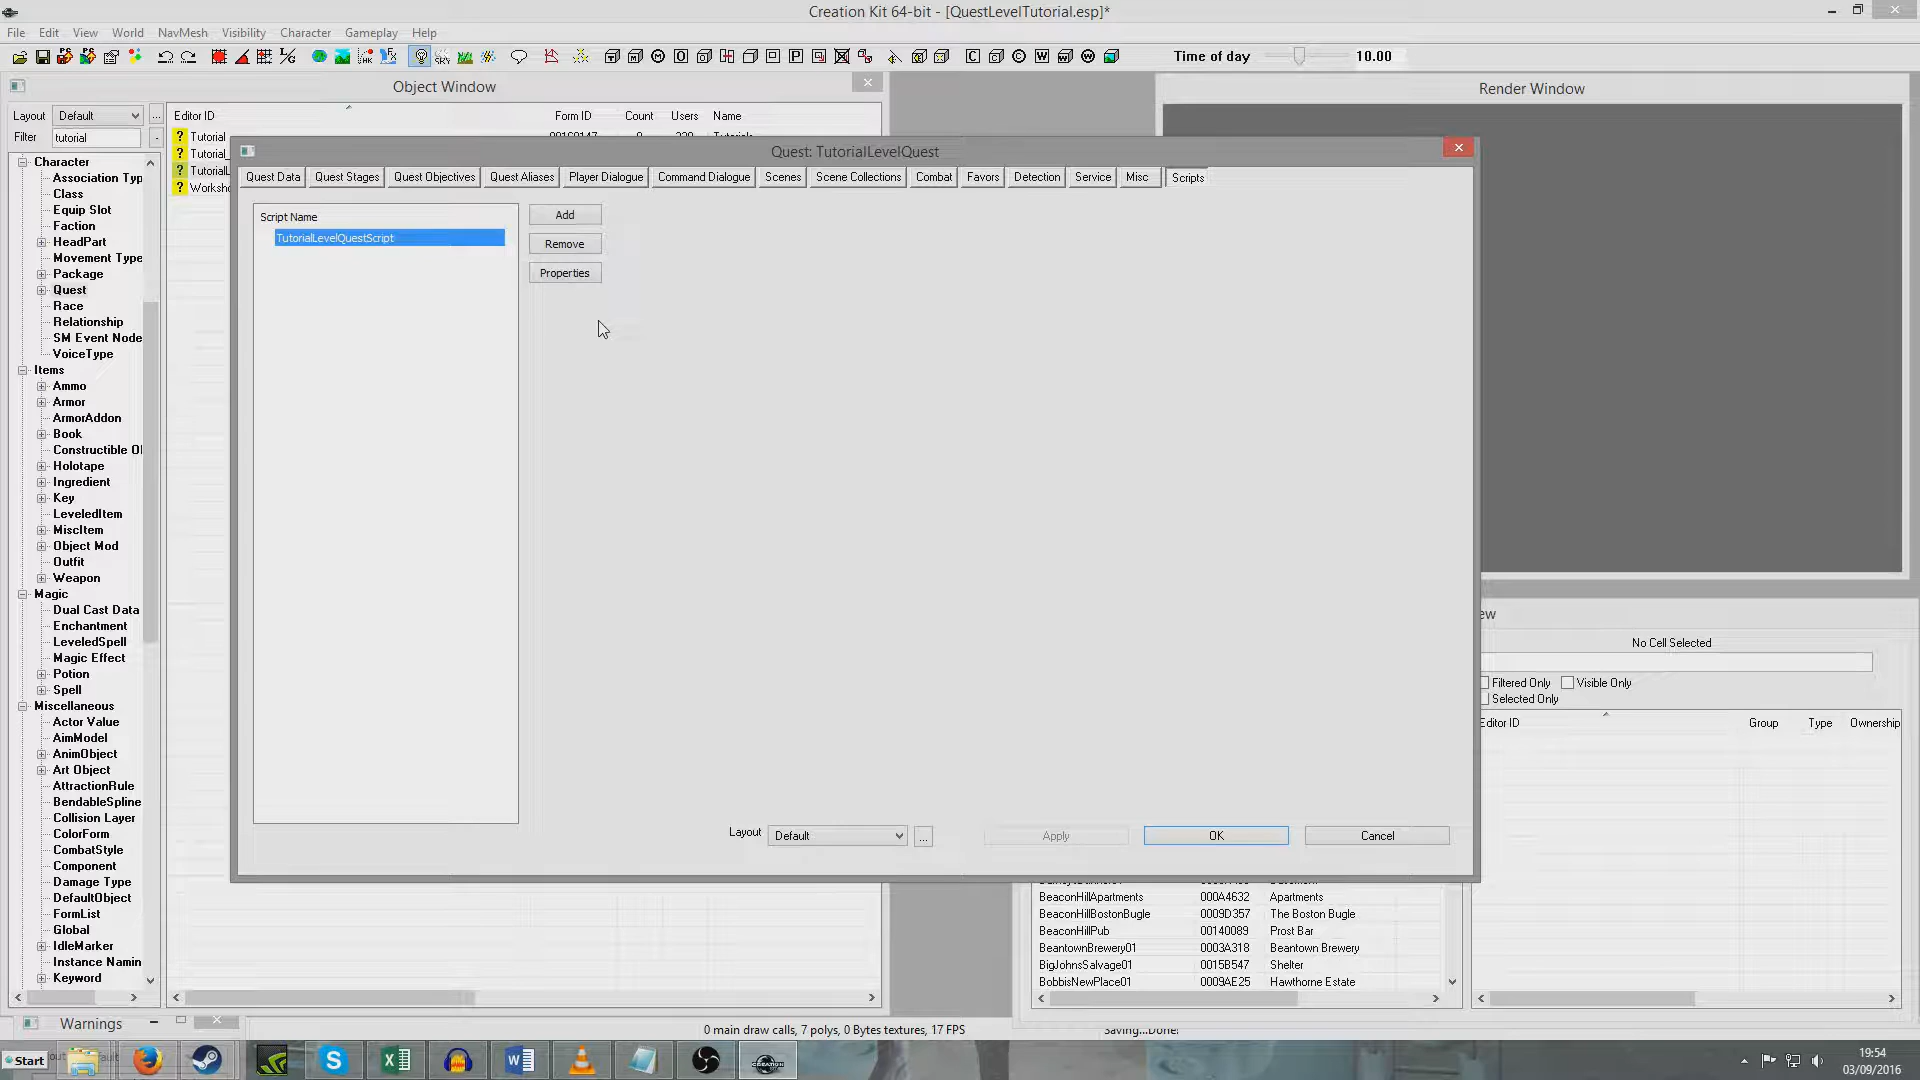 Creation Kit 64-bit - [QuestLevelTutorial.esp]*
File Edit View World NavMesh Visibility Character Gameplay Help
Time of day 10.00
Object Window
Render Window
Layout Default ... Editor ID Form ID Count Users Name
Filter tutorial
Tutorial
Tutorial_
TutorialL
Worksho
Character
Association Typ
Class
Equip Slot
Faction
HeadPart
Movement Type
Package
Quest
Race
Relationship
SM Event Node
VoiceType
Items
Ammo
Armor
ArmorAddon
Book
Constructible Ol
Holotape
Ingredient
Key
LeveledItem
MiscItem
Object Mod
Outfit
Weapon
Magic
Dual Cast Data
Enchantment
LeveledSpell
Magic Effect
Potion
Spell
Miscellaneous
Actor Value
AimModel
AnimObject
Art Object
AttractionRule
BendableSpline
Collision Layer
ColorForm
CombatStyle
Component
Damage Type
DefaultObject
FormList
Global
IdleMarker
Instance Namin
Keyword
Quest: TutorialLevelQuest
Quest Data Quest Stages Quest Objectives Quest Aliases Player Dialogue Command Dialogue Scenes Scene Collections Combat Favors Detection Service Misc Scripts
Script Name
TutorialLevelQuestScript
Add
Remove
Properties
Layout Default ... Apply OK Cancel
ew
No Cell Selected
Filtered Only Visible Only
Selected Only
Editor ID Group Type Ownership
BeaconHillApartments 000A4632 Apartments
BeaconHillBostonBugle 0009D357 The Boston Bugle
BeaconHillPub 00140089 Prost Bar
BeantownBrewery01 0003A318 Beantown Brewery
BigJohnsSalvage01 0015B547 Shelter
BobbisNewPlace01 0009AE25 Hawthorne Estate
Warnings
0 main draw calls, 7 polys, 0 Bytes textures, 17 FPS
Saving...Done!
Start
19:54
03/09/2016